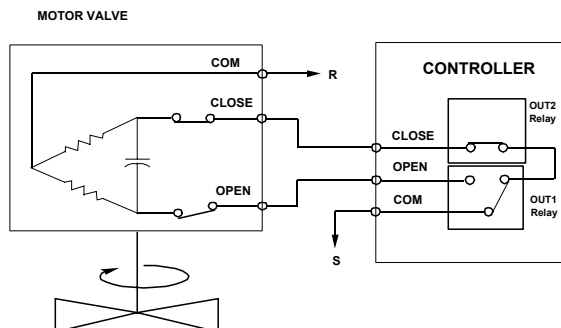 MOTOR VALVE
COM
R
CLOSE
OPEN
CONTROLLER
OUT2
Relay
CLOSE
OPEN
COM
OUT1
Relay
S